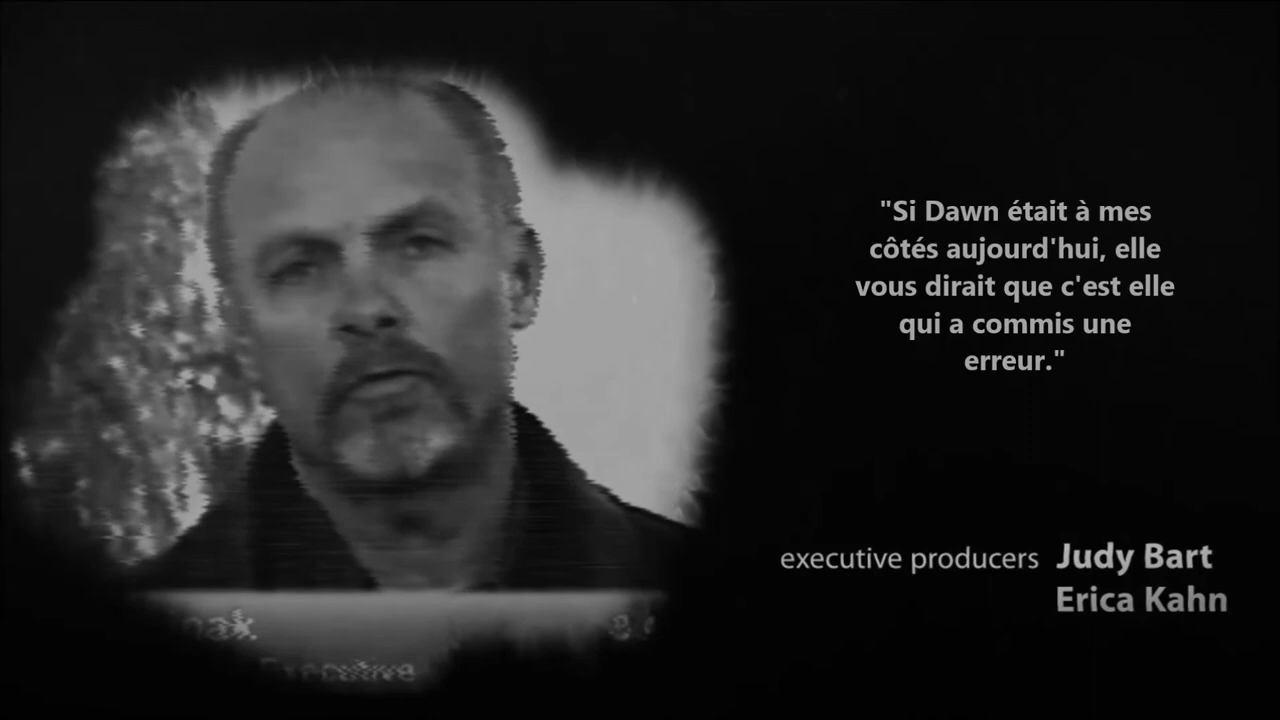 "Si Dawn était à mes
côtés aujourd'hui, elle
vous dirait que c'est elle
qui a commis une
erreur."
executive producers Judy Bart
Erica Kahn
Executive